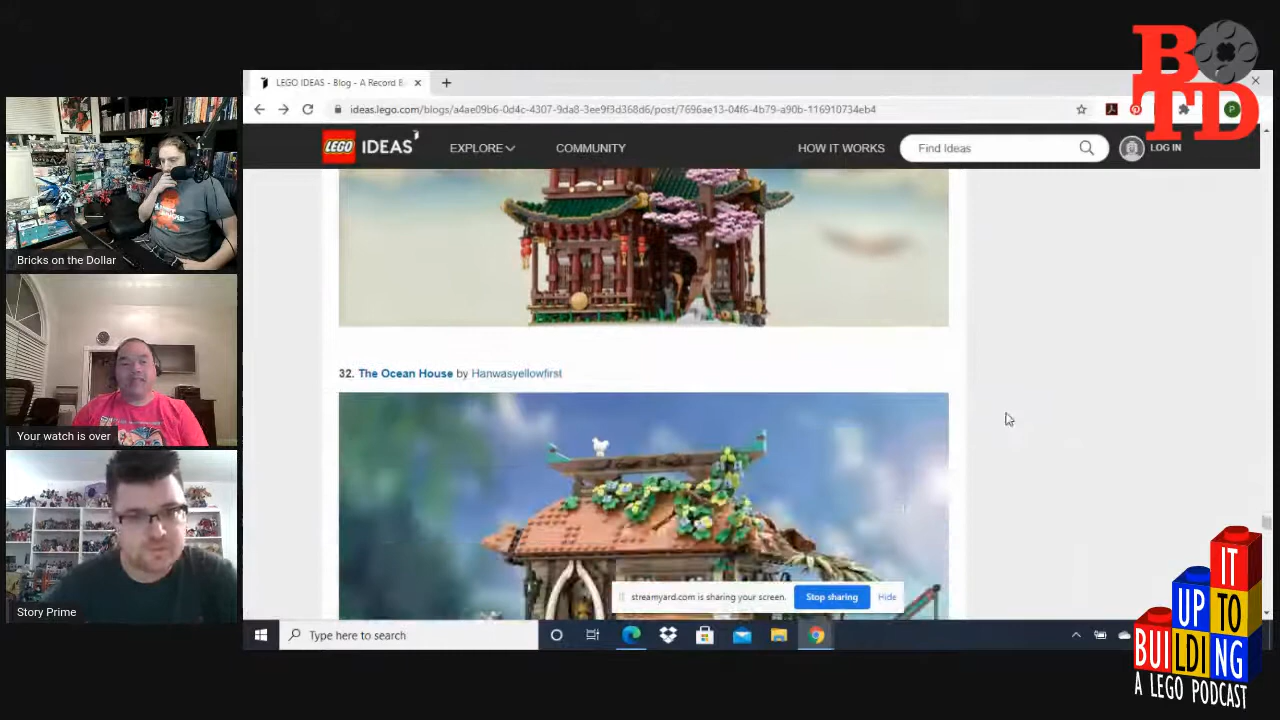 BOTD
LEGO IDEAS - Blog - A Record B
ideas.lego.com/blogs/a4ae09b6-0d4c-4307-9da8-3ee9f3d368d6/post/7696ae13-04f6-4b79-a90b-116910734eb4
P
LEGO IDEAS
EXPLORE
COMMUNITY
HOW IT WORKS
Find Ideas
LOG IN
Bricks on the Dollar
32. The Ocean House by Hanwasyellowfirst
Your watch is over
streamyard.com is sharing your screen.
Stop sharing
Hide
Story Prime
Type here to search
BUILDING
UP TO
IT
A LEGO PODCAST